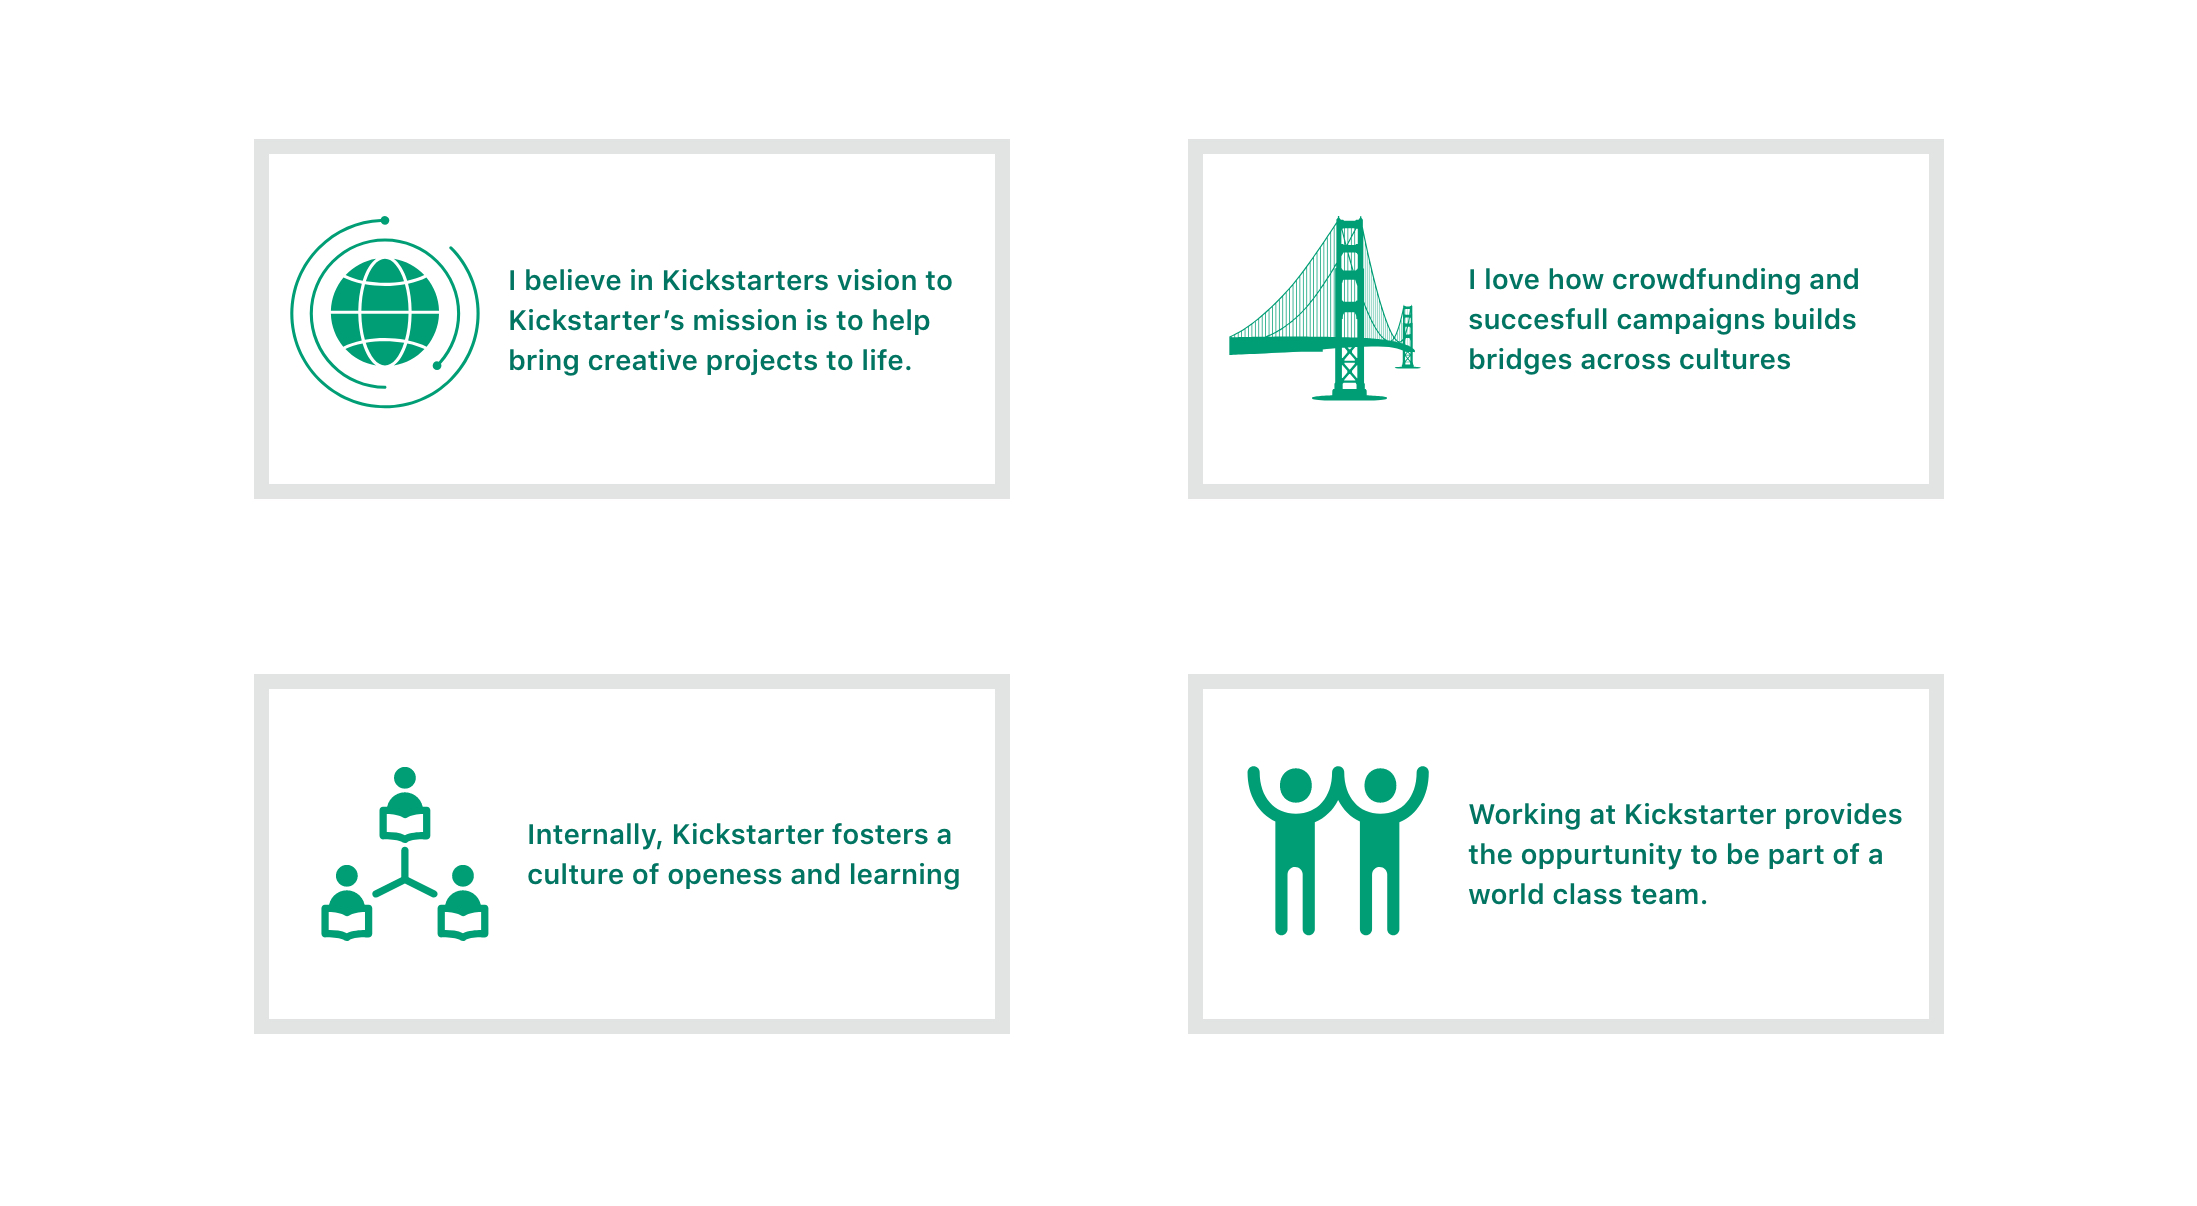 I believe in Kickstarters vision to
Kickstarter’s mission is to help
bring creative projects to life.
I love how crowdfunding and
succesfull campaigns builds
bridges across cultures
Internally, Kickstarter fosters a
culture of openess and learning
Working at Kickstarter provides
the oppurtunity to be part of a
world class team.